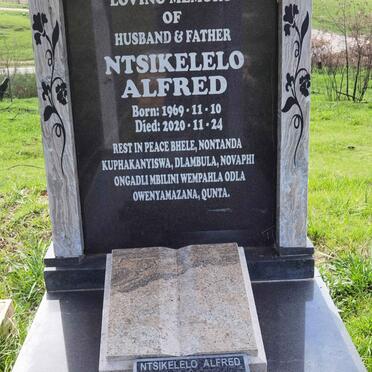 LOVING MEMORY
OF
HUSBAND & FATHER
NTSIKELELO
ALFRED
Born: 1969 · 11 · 10
Died: 2020 · 11 · 24
REST IN PEACE BHELE, NONTANDA
KUPHAKANYISWA, DLAMBULA, NOVAPHI
ONGADLI MBILINI WEMPAHLA ODLA
OWENYAMAZANA, QUNTA.
NTSIKELELO ALFRED